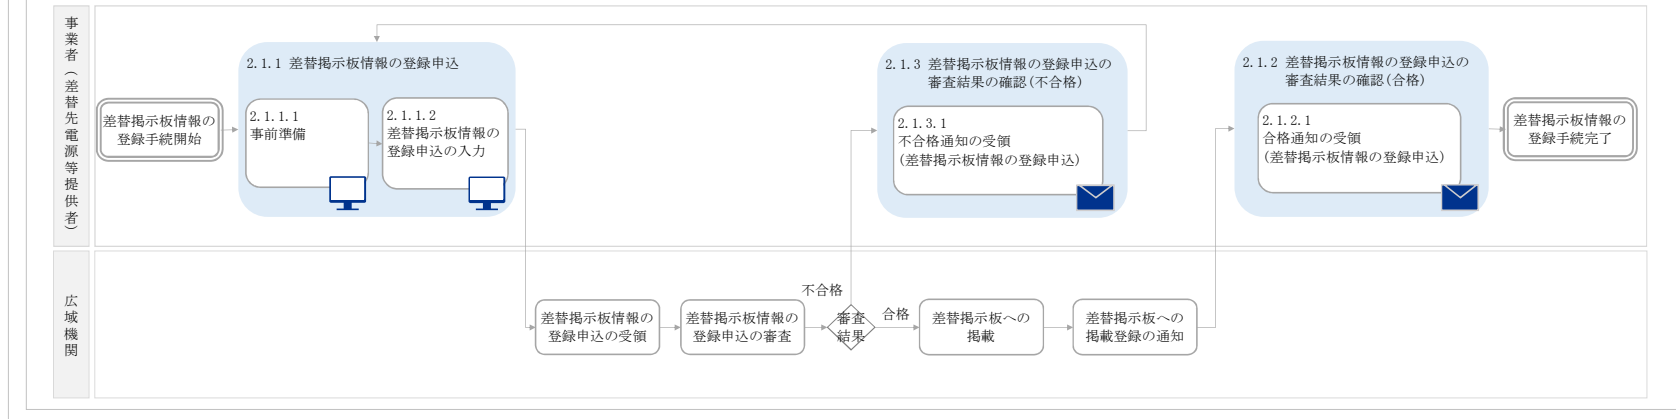 事業者（差替先電源等提供者）
差替掲示板情報の
登録手続開始
2.1.1 差替掲示板情報の登録申込
2.1.1.1
事前準備
2.1.1.2
差替掲示板情報の
登録申込の入力
2.1.3 差替掲示板情報の登録申込の
審査結果の確認(不合格)
2.1.3.1
不合格通知の受領
(差替掲示板情報の登録申込)
2.1.2 差替掲示板情報の登録申込の
審査結果の確認(合格)
2.1.2.1
合格通知の受領
(差替掲示板情報の登録申込)
差替掲示板情報の
登録手続完了
広域機関
差替掲示板情報の
登録申込の受領
差替掲示板情報の
登録申込の審査
不合格
審査
結果
合格
差替掲示板への
掲載
差替掲示板への
掲載登録の通知